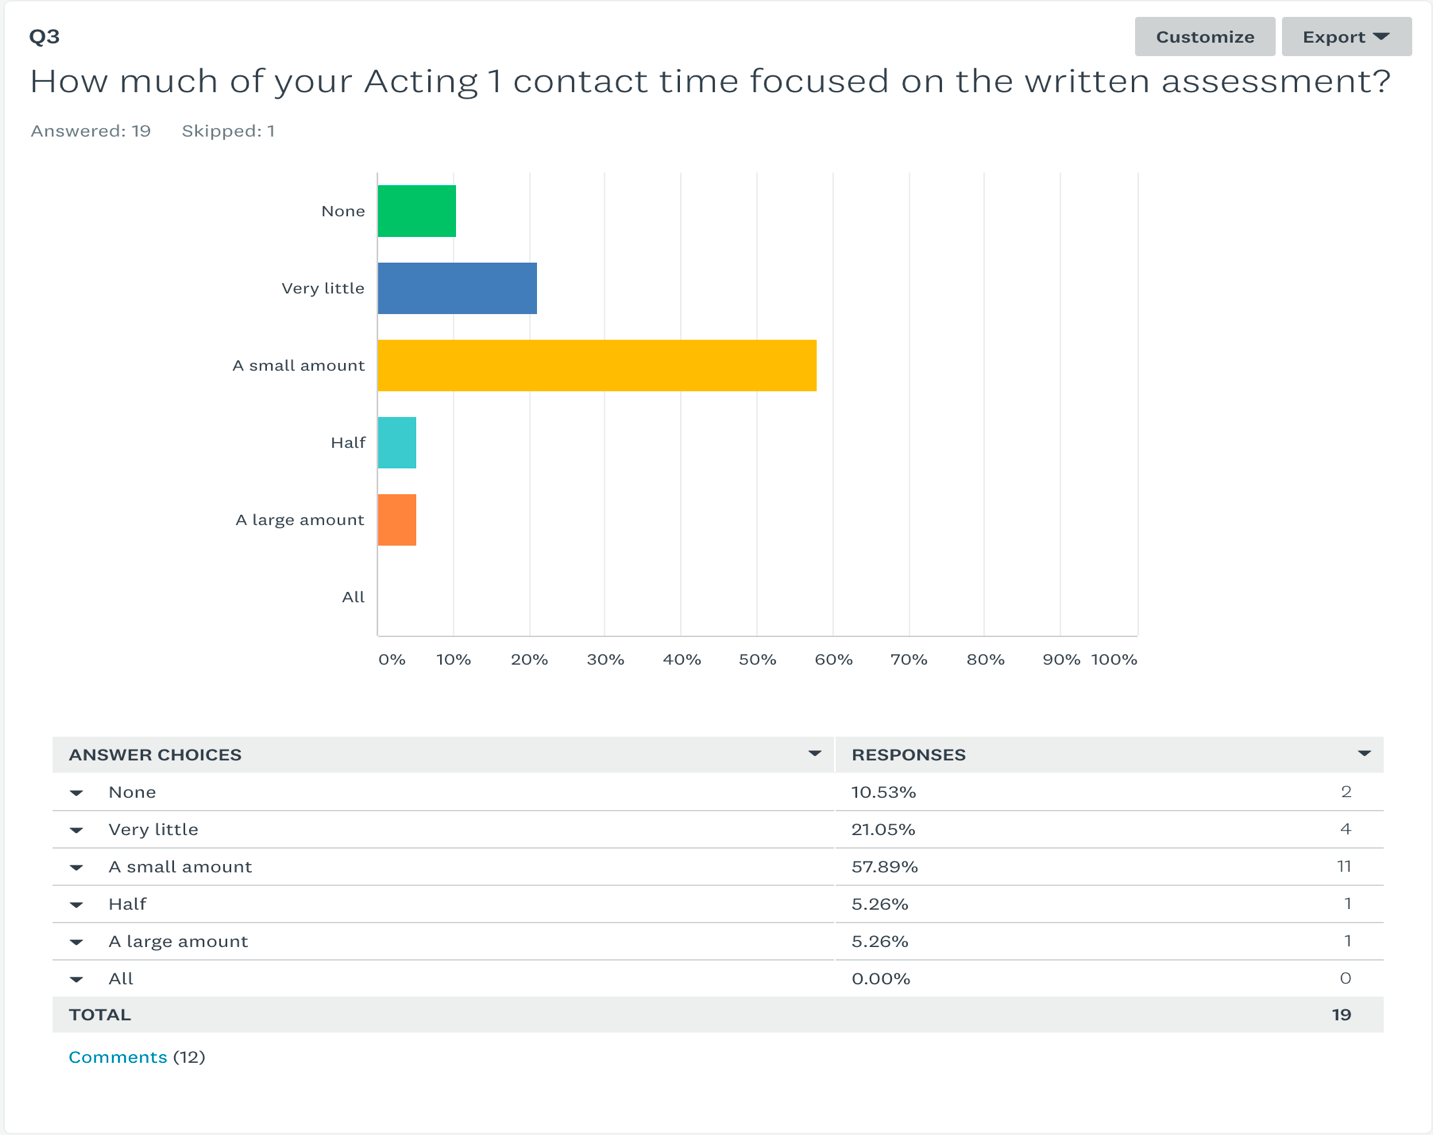 Q3
Customize
Export
How much of your Acting 1 contact time focused on the written assessment?
Answered: 19 Skipped: 1
None
Very little
A small amount
Half
A large amount
All
0% 10% 20% 30% 40% 50% 60% 70% 80% 90% 100%
ANSWER CHOICES RESPONSES
None 10.53% 2
Very little 21.05% 4
A small amount 57.89% 11
Half 5.26% 1
A large amount 5.26% 1
All 0.00% 0
TOTAL 19
Comments (12)